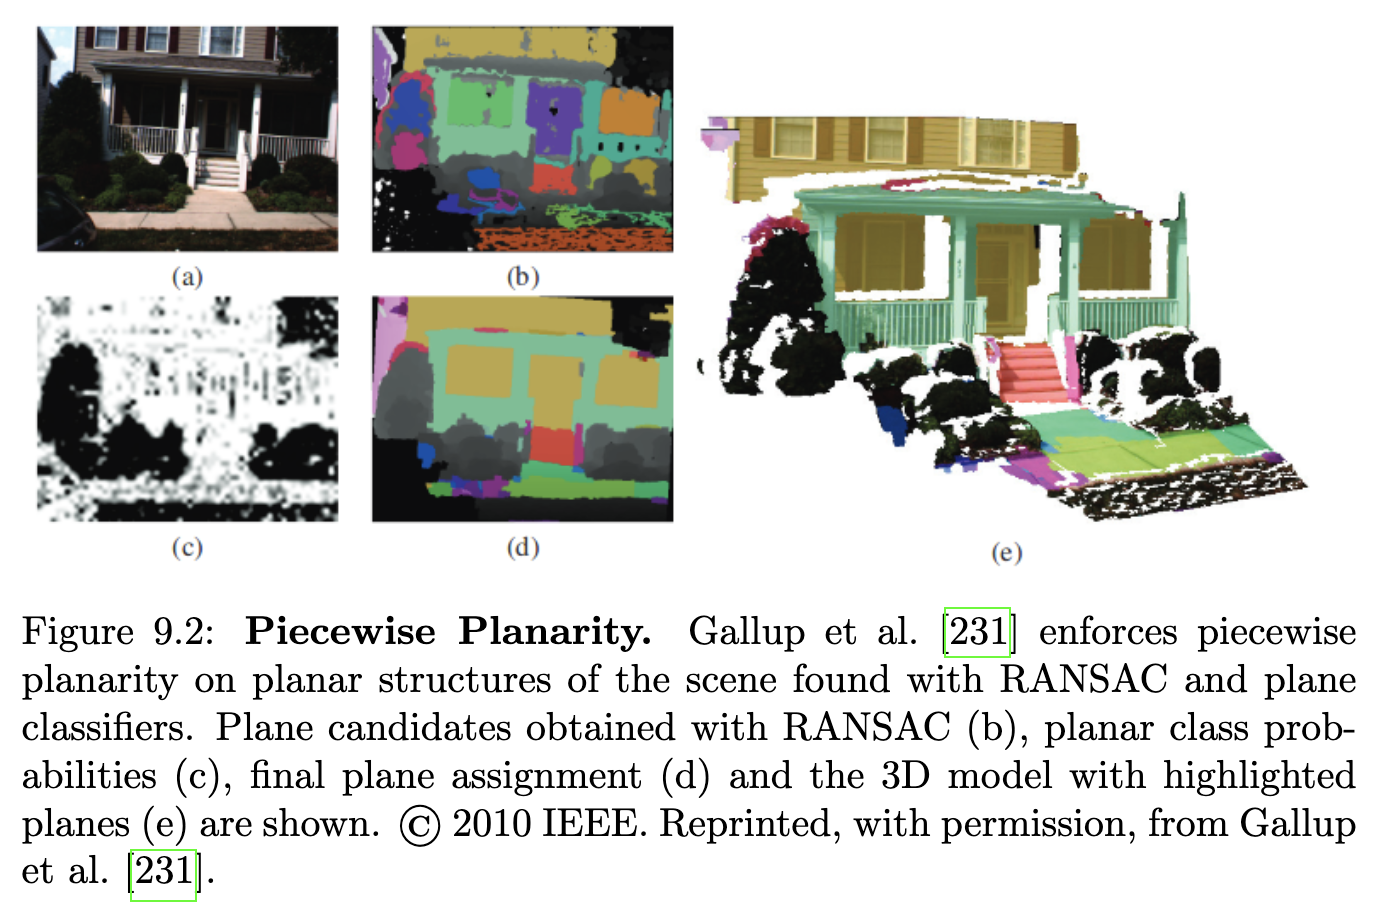 (a)
(b)
(c)
(d)
(e)
Figure 9.2: Piecewise Planarity. Gallup et al. [231] enforces piecewise
planarity on planar structures of the scene found with RANSAC and plane
classifiers. Plane candidates obtained with RANSAC (b), planar class prob-
abilities (c), final plane assignment (d) and the 3D model with highlighted
planes (e) are shown. © 2010 IEEE. Reprinted, with permission, from Gallup
et al. [231].